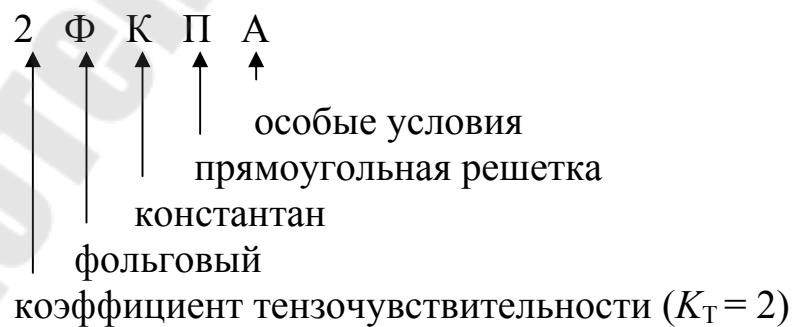 2 Ф К П А
особые условия
прямоугольная решетка
константан
фольговый
коэффициент тензочувствительности (Kт = 2)